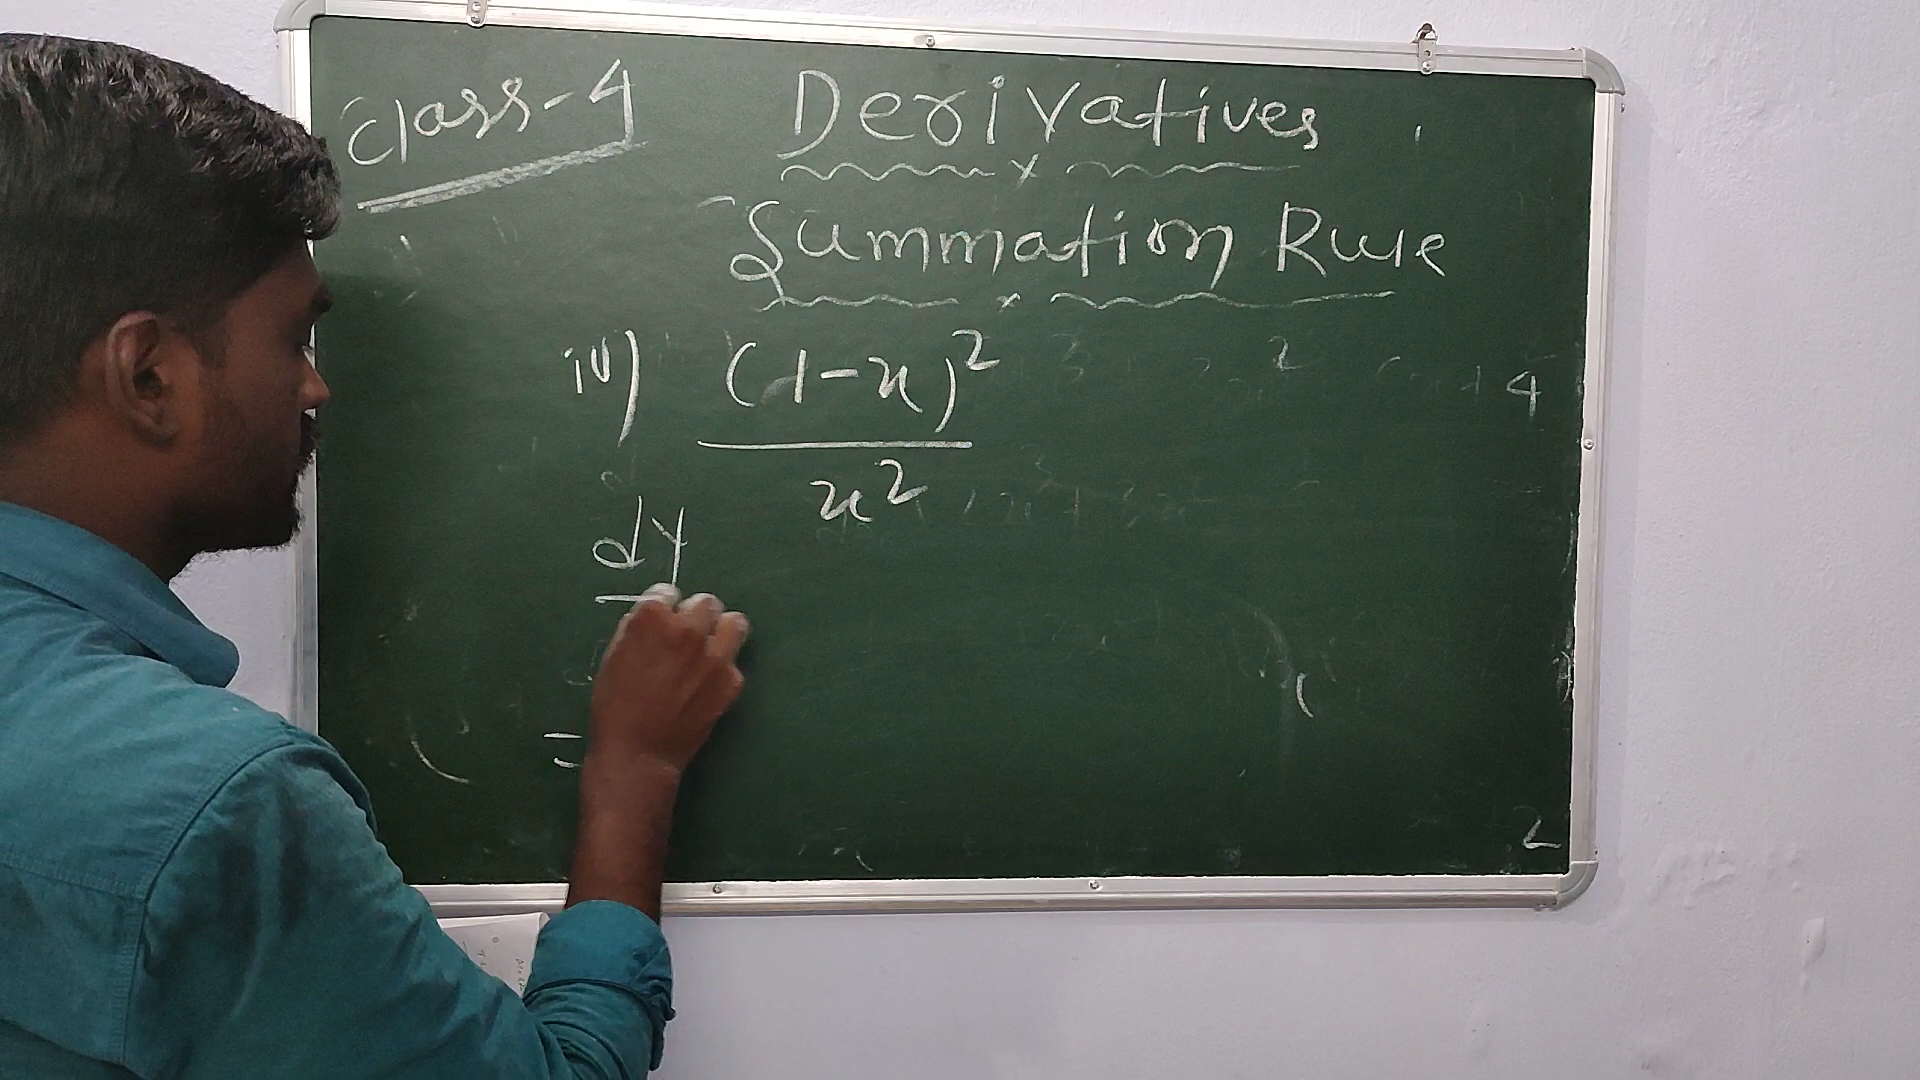 Class-4
Derivatives
Summation Rule
iv) (1-x)²
x²
dy
=